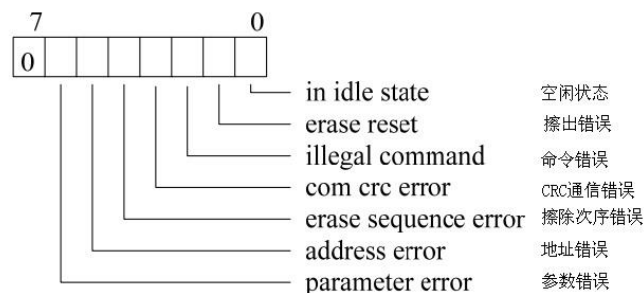 7 0
0
in idle state 空闲状态
erase reset 擦出错误
illegal command 命令错误
com crc error CRC通信错误
erase sequence error 擦除次序错误
address error 地址错误
parameter error 参数错误